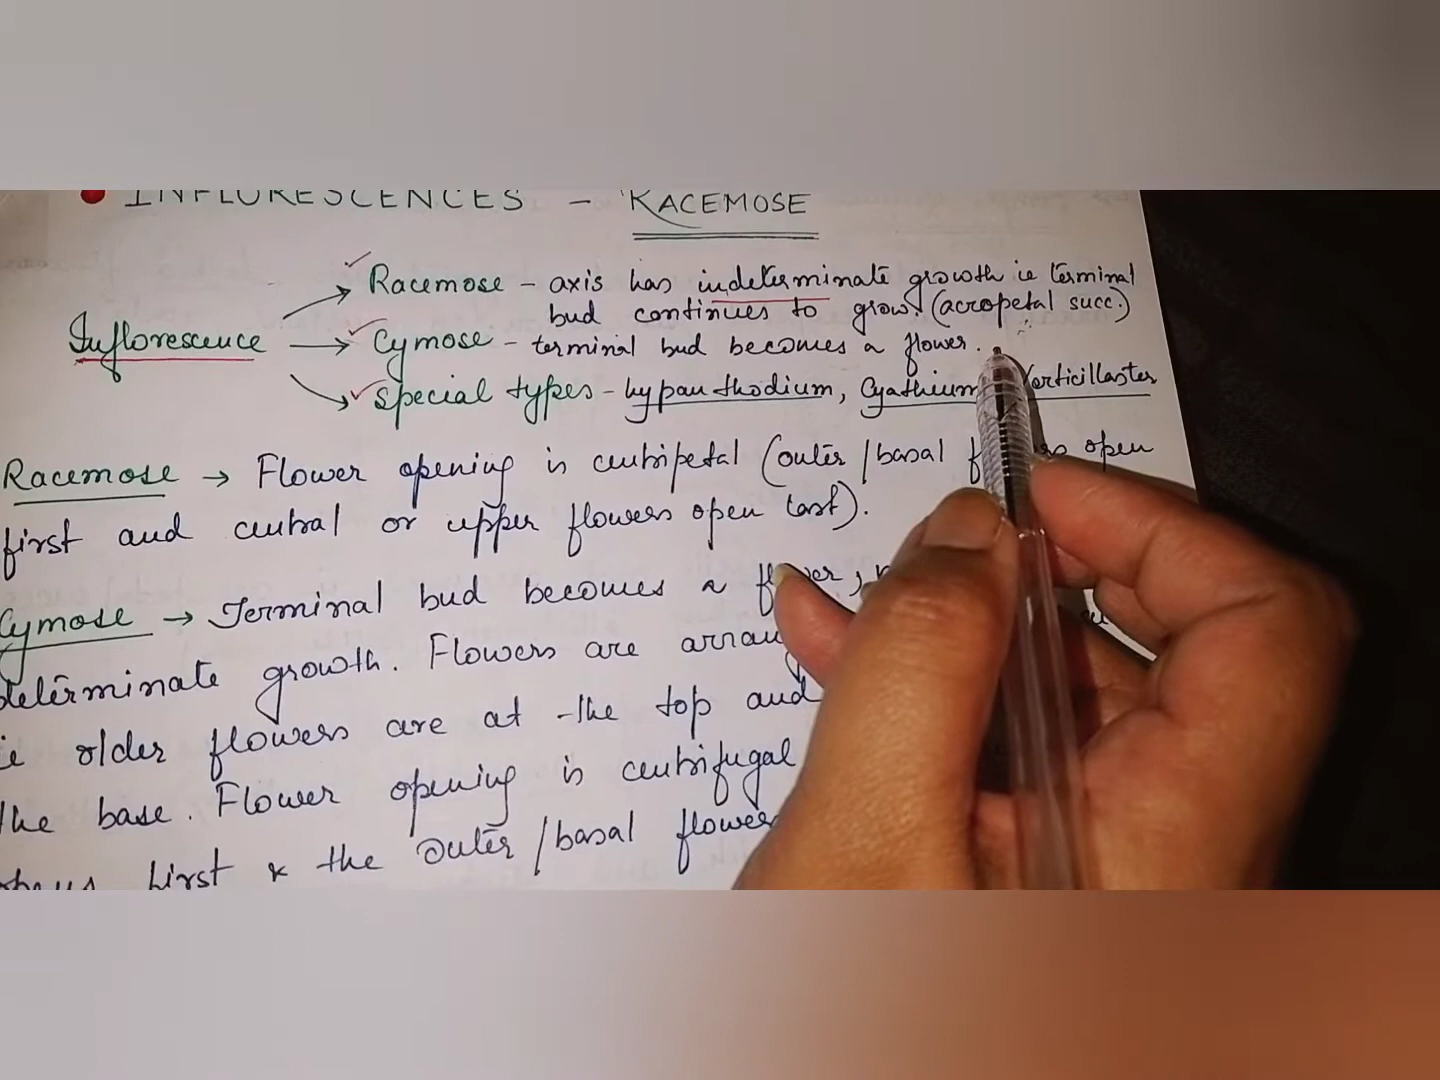 INFLORESCENCES - RACEMOSE
Racemose - axis has indeterminate growth ie terminal
bud continues to grow. (acropetal succ.)
Inflorescence
Cymose - terminal bud becomes a flower.
Special types - hypanthodium, Cyathium Verticillaster
Racemose → Flower opening is centripetal (outer/basal open
first and central or upper flowers open last).
Cymose → Terminal bud becomes a flower,
determinate growth. Flowers are
ie older flowers are at the top and
the base. Flower opening is centrifugal
first & the outer/basal flowers